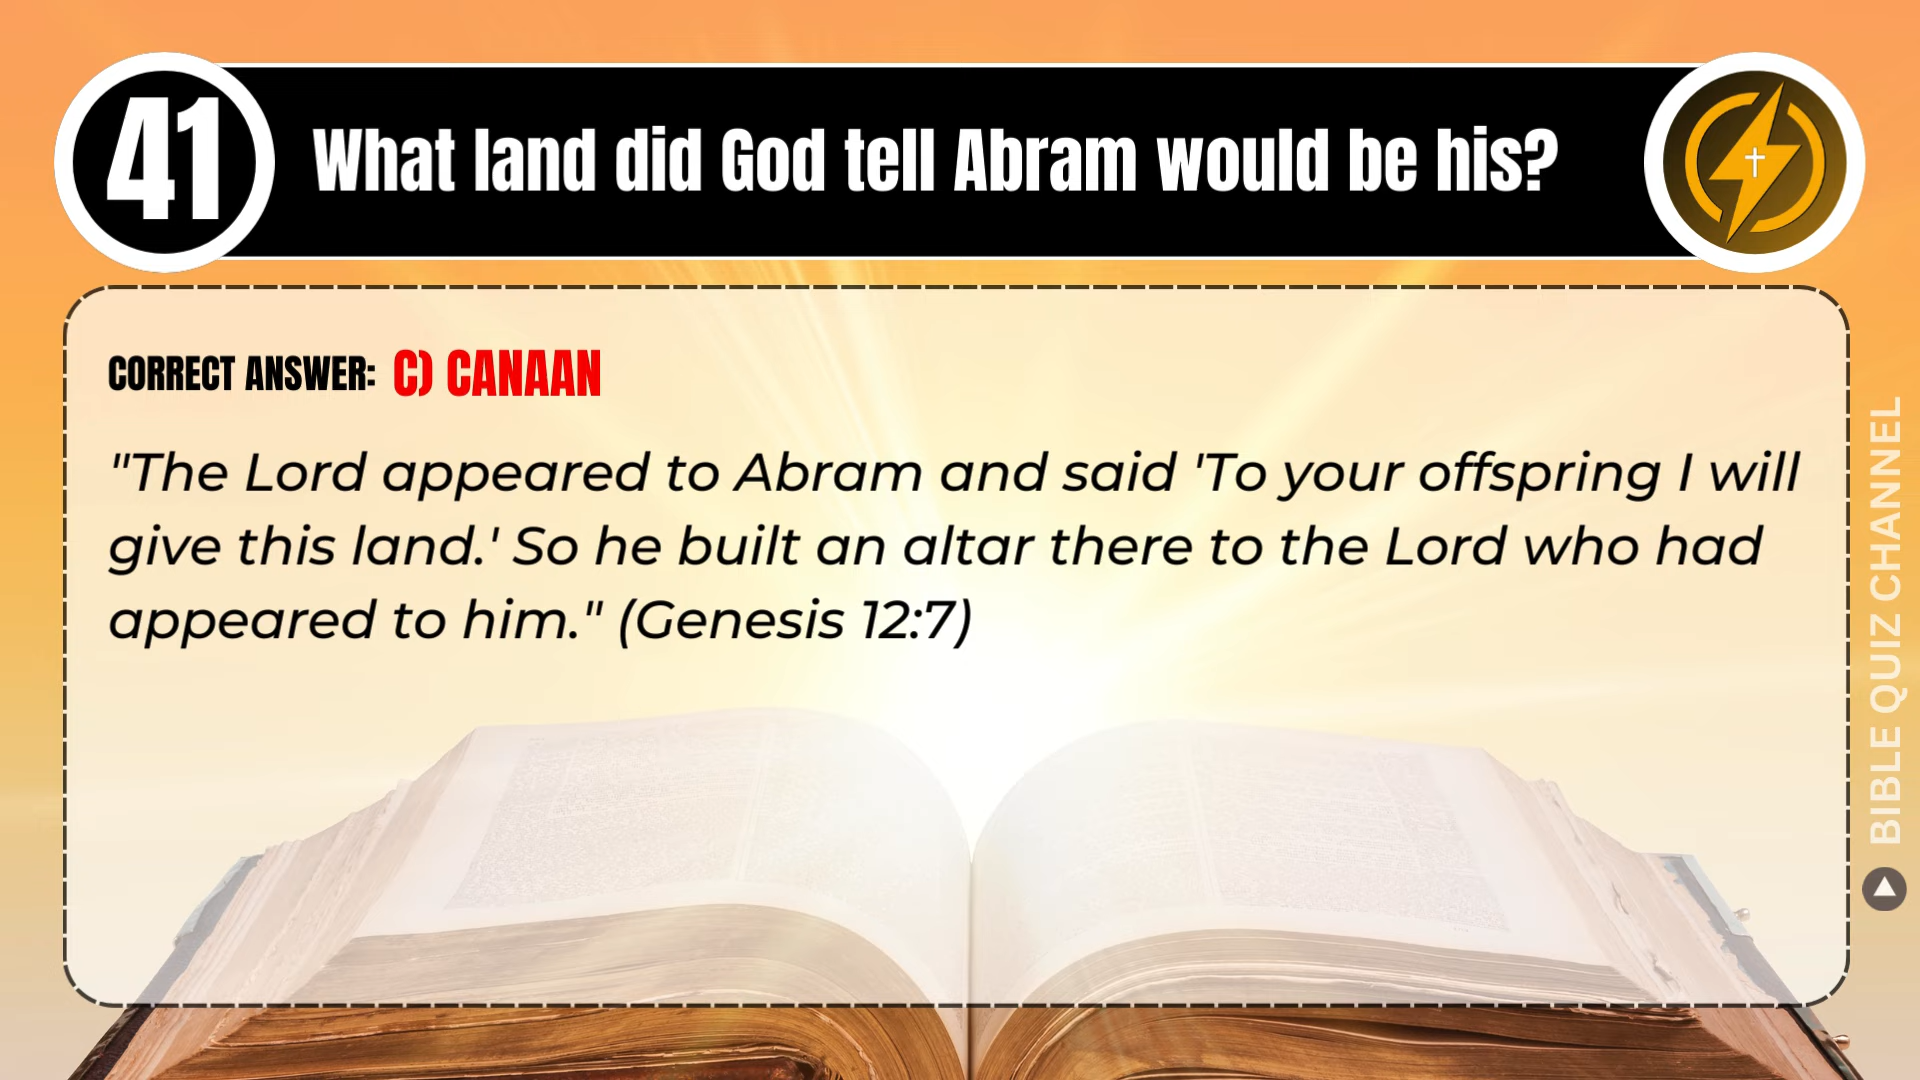 41
What land did God tell Abram would be his?
CORRECT ANSWER: C) CANAAN
"The Lord appeared to Abram and said 'To your offspring I will
give this land.' So he built an altar there to the Lord who had
appeared to him." (Genesis 12:7)
BIBLE QUIZ CHANNEL